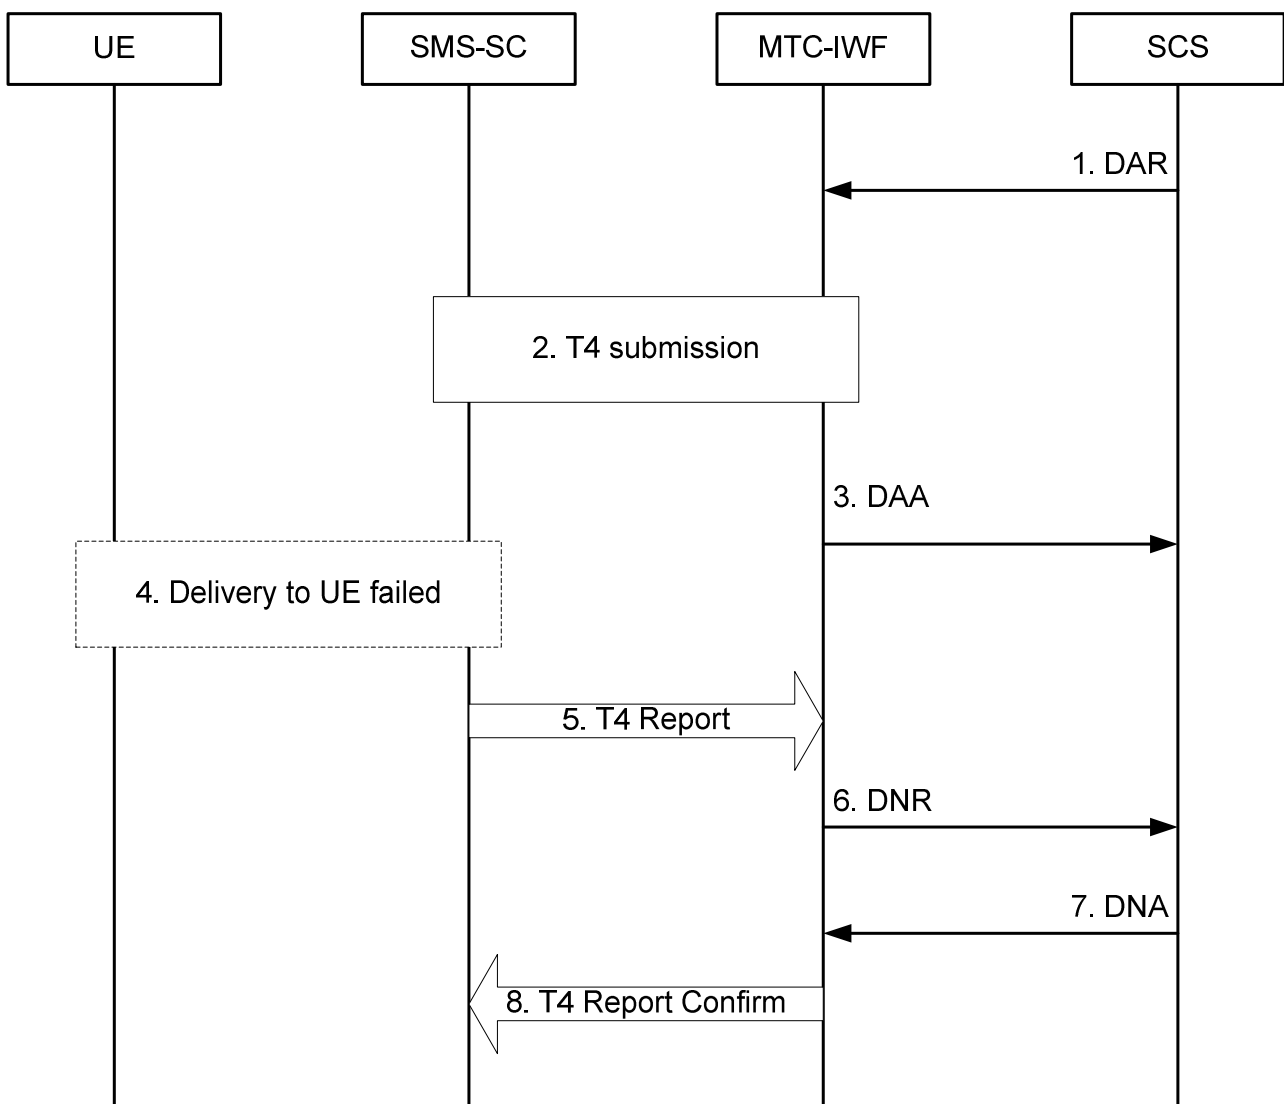 UE
SMS-SC
MTC-IWF
SCS
1. DAR
2. T4 submission
3. DAA
4. Delivery to UE failed
5. T4 Report
6. DNR
7. DNA
8. T4 Report Confirm